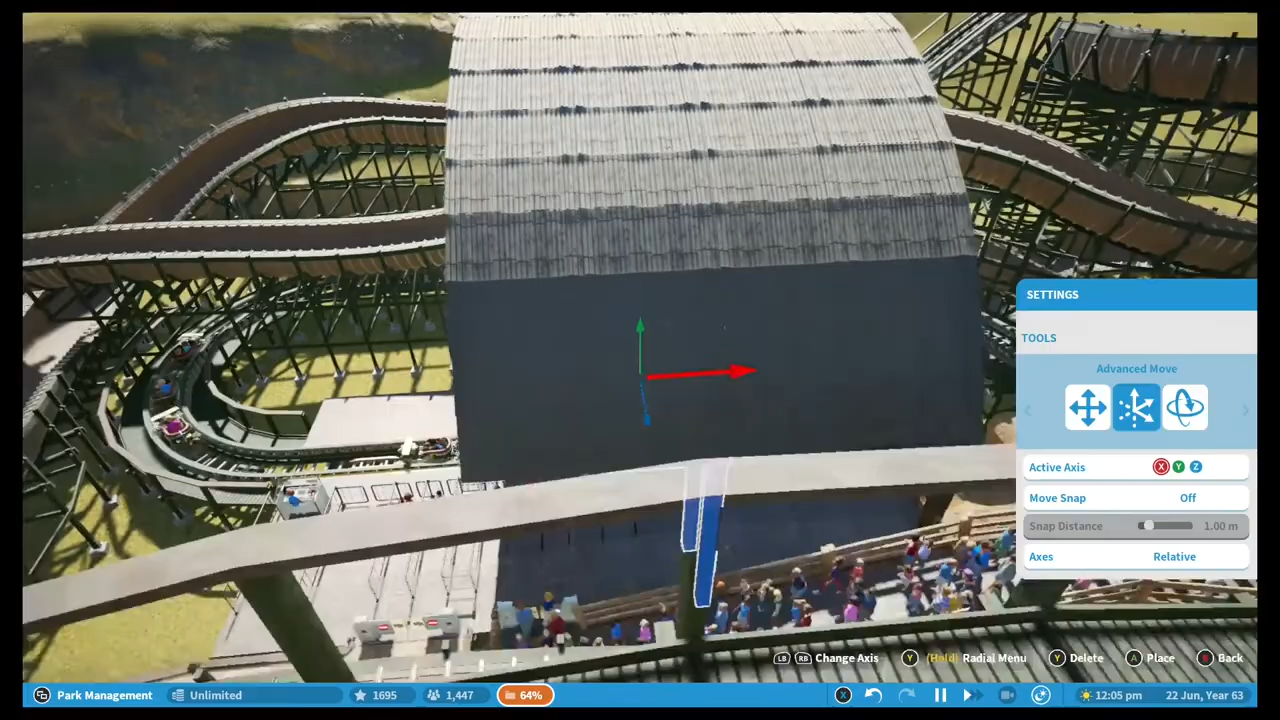 SETTINGS
TOOLS
Advanced Move
Active Axis X Y Z
Move Snap Off
Snap Distance 1.00 m
Axes Relative
LB RB Change Axis Y (Hold) Radial Menu Y Delete A Place B Back
Park Management Unlimited 1695 1,447 64% X 12:05 pm 22 Jun, Year 63